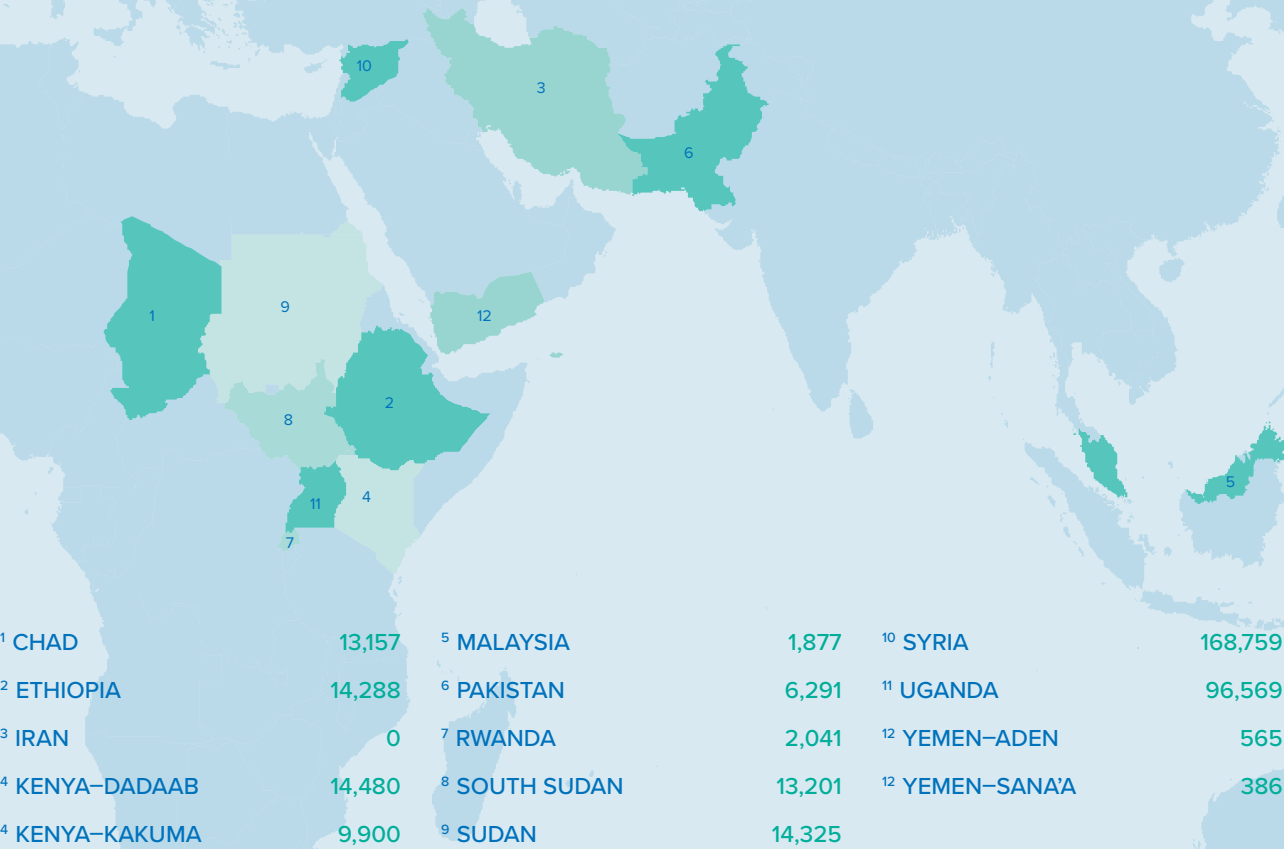 10
3
6
1
9
12
2
8
5
4
11
7
1 CHAD 13,157
2 ETHIOPIA 14,288
3 IRAN 0
4 KENYA–DADAAB 14,480
4 KENYA–KAKUMA 9,900
5 MALAYSIA 1,877
6 PAKISTAN 6,291
7 RWANDA 2,041
8 SOUTH SUDAN 13,201
9 SUDAN 14,325
10 SYRIA 168,759
11 UGANDA 96,569
12 YEMEN–ADEN 565
12 YEMEN–SANA’A 386